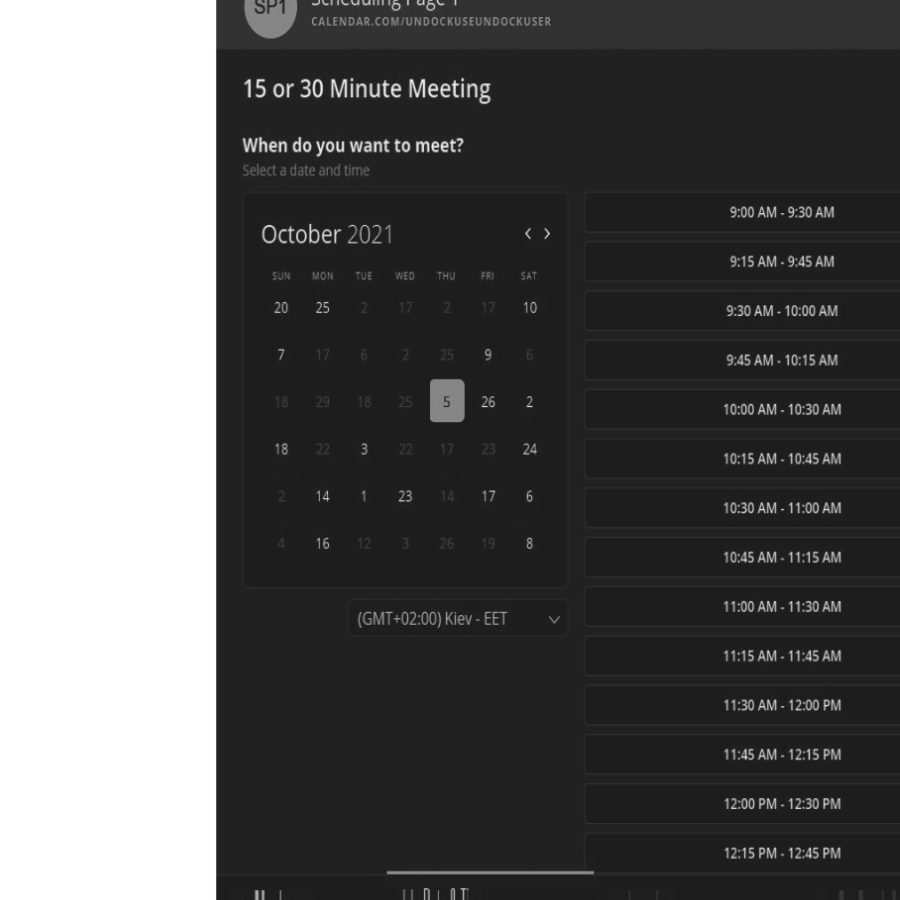 SP1
Scheduling Page 1
CALENDAR.COM/UNDOCKUSEUNDOCKUSER
15 or 30 Minute Meeting
When do you want to meet?
Select a date and time
October 2021
SUN MON TUE WED THU FRI SAT
20 25 2 17 2 17 10
7 17 6 2 25 9 6
18 29 18 25 5 26 2
18 22 3 22 17 23 24
2 14 1 23 14 17 6
4 16 12 3 26 19 8
(GMT+02:00) Kiev - EET
9:00 AM - 9:30 AM
9:15 AM - 9:45 AM
9:30 AM - 10:00 AM
9:45 AM - 10:15 AM
10:00 AM - 10:30 AM
10:15 AM - 10:45 AM
10:30 AM - 11:00 AM
10:45 AM - 11:15 AM
11:00 AM - 11:30 AM
11:15 AM - 11:45 AM
11:30 AM - 12:00 PM
11:45 AM - 12:15 PM
12:00 PM - 12:30 PM
12:15 PM - 12:45 PM